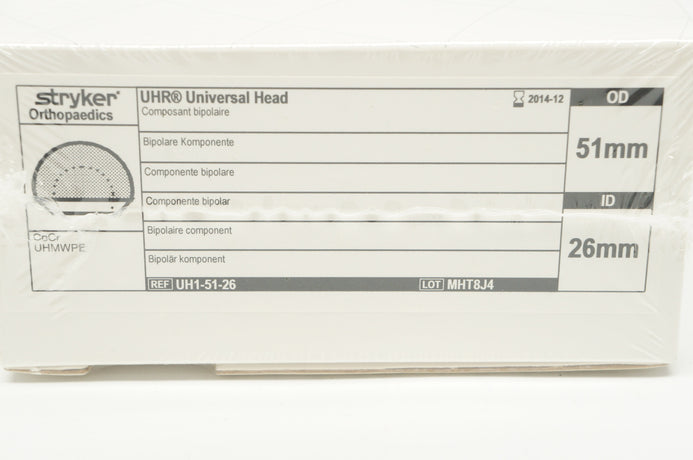 stryker®
Orthopaedics
UHR® Universal Head
2014-12
Composant bipolaire
Bipolare Komponente
Componente bipolare
Componente bipolar
Bipolaire component
Bipolär komponent
CoCr
UHMWPE
REF UH1-51-26
LOT MHT8J4
OD
51mm
ID
26mm